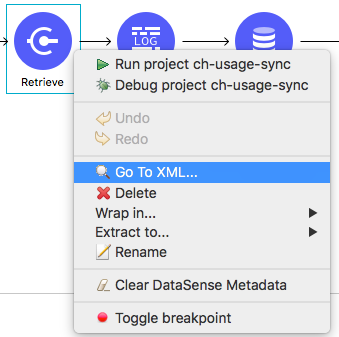 LOG
Retrieve
Run project ch-usage-sync
Debug project ch-usage-sync
Undo
Redo
Go To XML...
Delete
Wrap in...
Extract to...
Rename
Clear DataSense Metadata
Toggle breakpoint